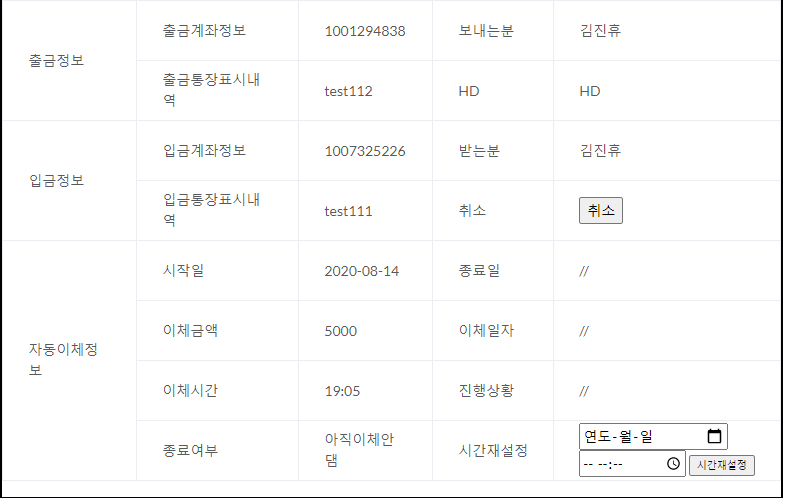 출금정보
출금계좌정보 1001294838 보내는분 김진휴
출금통장표시내
역 test112 HD HD
입금정보
입금계좌정보 1007325226 받는분 김진휴
입금통장표시내
역 test111 취소 취소
자동이체정
보
시작일 2020-08-14 종료일 //
이체금액 5000 이체일자 //
이체시간 19:05 진행상황 //
종료여부 아직이체안
댐 시간재설정 연도-월-일
-- --:-- 시간재설정